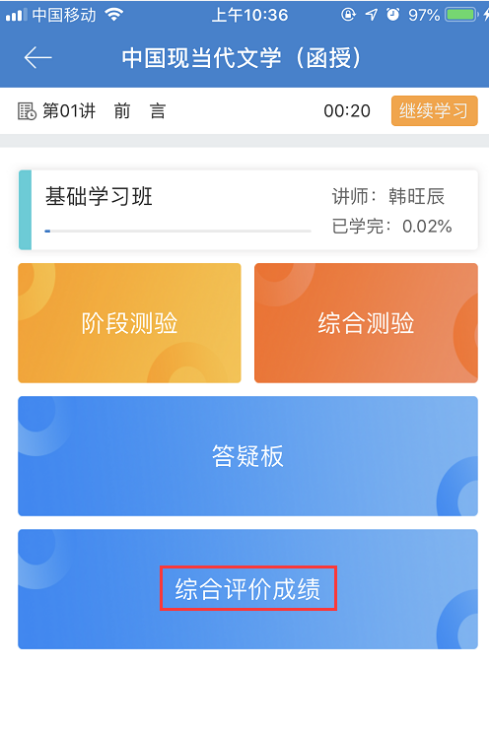 中国移动 上午10:36 97%
中国现当代文学（函授）
第01讲 前 言 00:20 继续学习
基础学习班 讲师：韩旺辰
已学完：0.02%
阶段测验 综合测验
答疑板
综合评价成绩